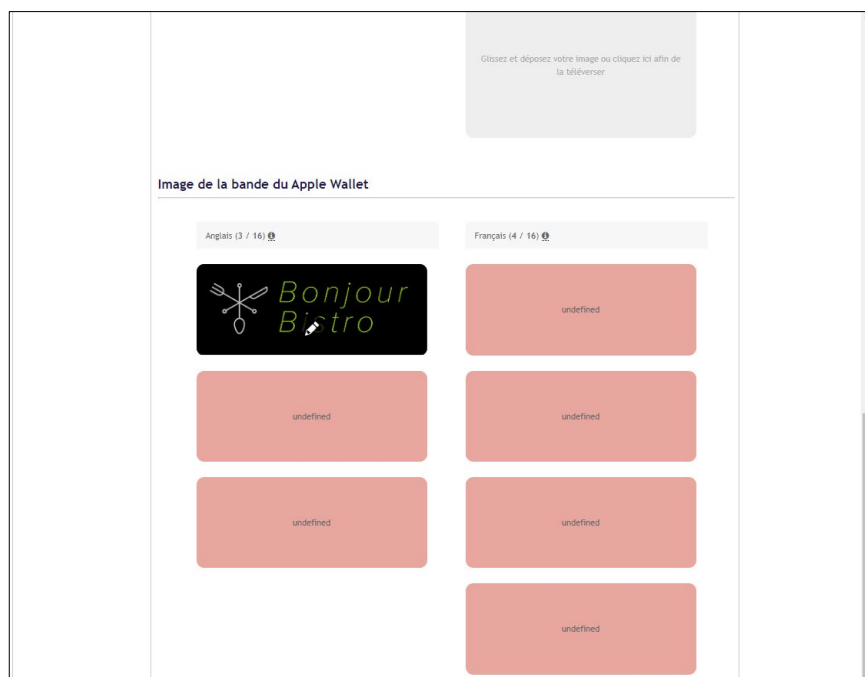 Glissez et déposez votre image ou cliquez ici afin de
la téléverser
Image de la bande du Apple Wallet
Anglais (3 / 16)
Bonjour
Bistro
undefined
undefined
Français (4 / 16)
undefined
undefined
undefined
undefined